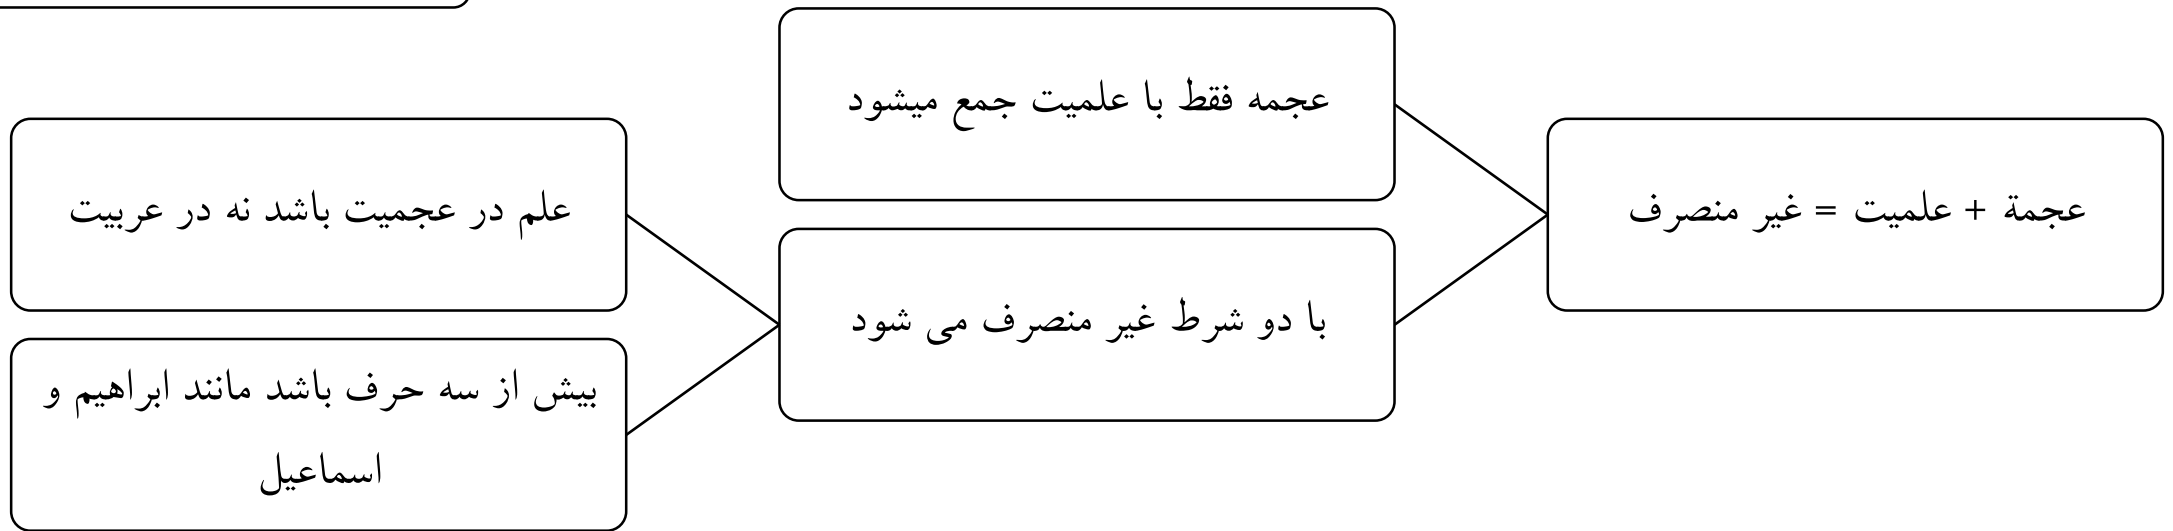 عجمة + علمیت = غیر منصرف
عجمه فقط با علمیت جمع میشود
با دو شرط غیر منصرف می شود
علم در عجمیت باشد نه در عربیت
بیش از سه حرف باشد مانند ابراهیم و
اسماعیل